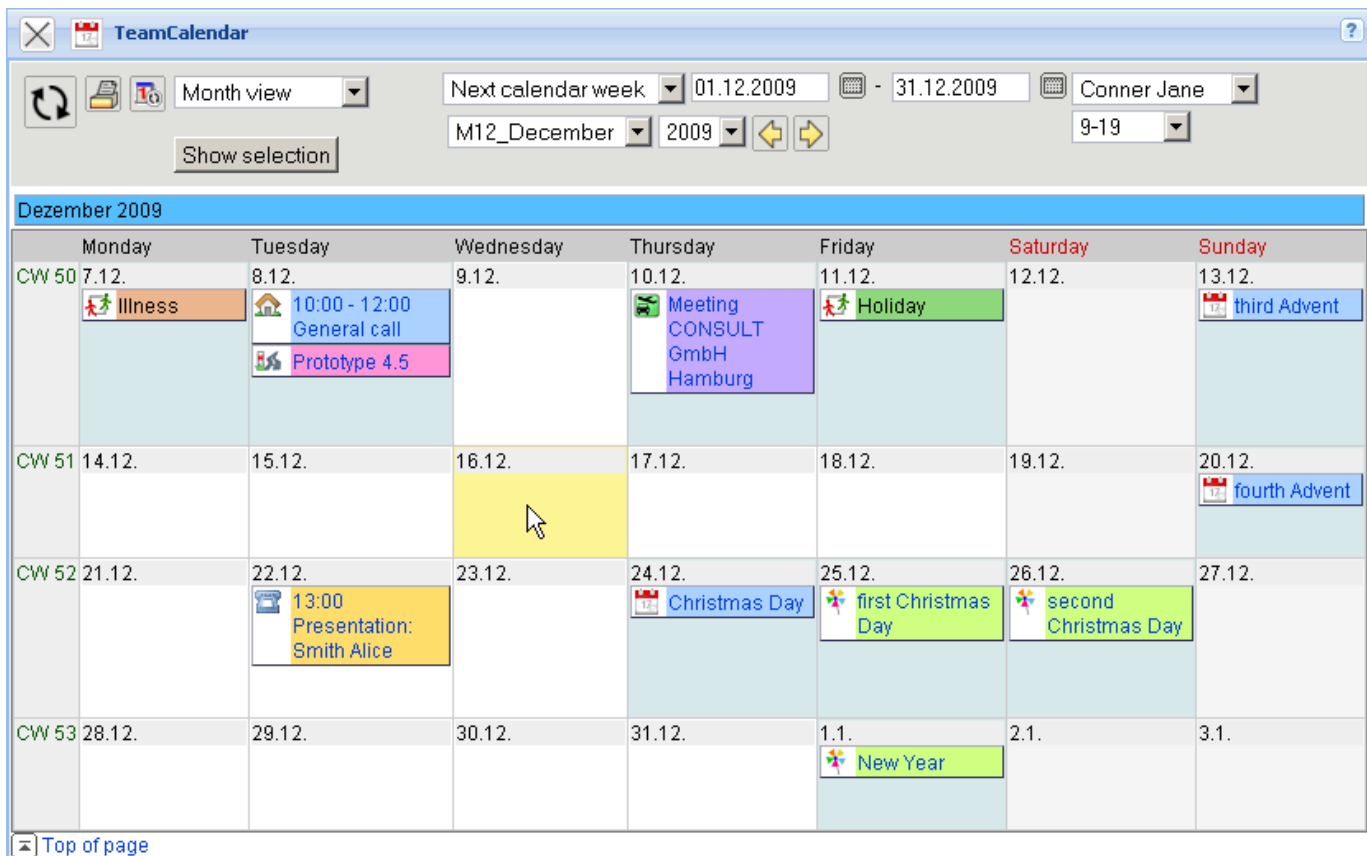 TeamCalendar
?
Month view
Next calendar week 01.12.2009 - 31.12.2009 Conner Jane
M12_December 2009 9-19
Show selection
Dezember 2009
Monday Tuesday Wednesday Thursday Friday Saturday Sunday
CW 50 7.12. 8.12. 9.12. 10.12. 11.12. 12.12. 13.12.
Illness
10:00 - 12:00
General call
Prototype 4.5
Meeting
CONSULT
GmbH
Hamburg
Holiday
third Advent
CW 51 14.12. 15.12. 16.12. 17.12. 18.12. 19.12. 20.12.
fourth Advent
CW 52 21.12. 22.12. 23.12. 24.12. 25.12. 26.12. 27.12.
13:00
Presentation:
Smith Alice
Christmas Day
first Christmas
Day
second
Christmas Day
CW 53 28.12. 29.12. 30.12. 31.12. 1.1. 2.1. 3.1.
New Year
Top of page